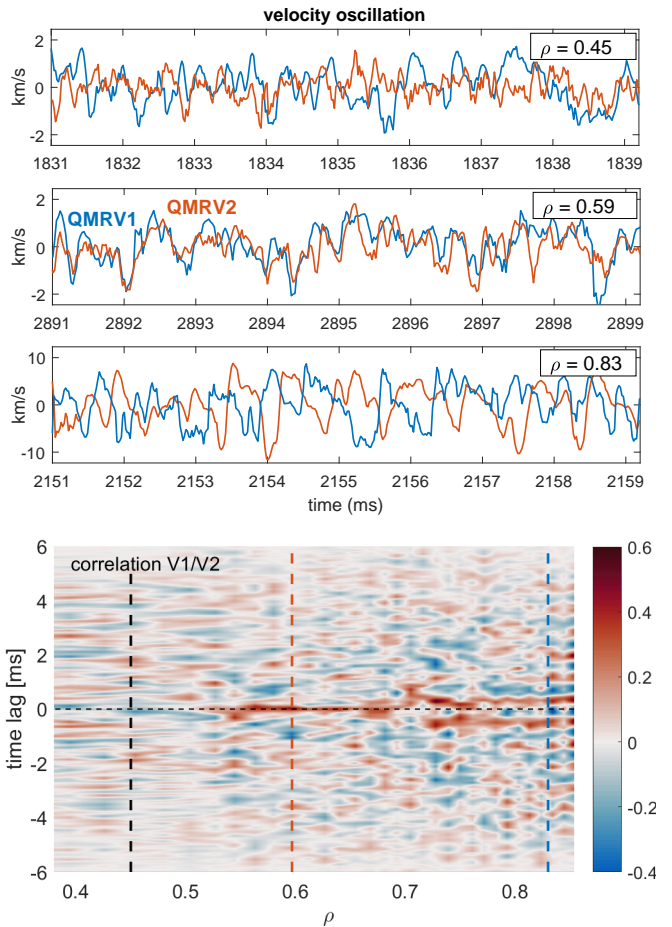 velocity oscillation
2
0
-2
km/s
ρ = 0.45
1831 1832 1833 1834 1835 1836 1837 1838 1839
2
0
-2
km/s
QMRV1 QMRV2
ρ = 0.59
2891 2892 2893 2894 2895 2896 2897 2898 2899
10
0
-10
km/s
ρ = 0.83
2151 2152 2153 2154 2155 2156 2157 2158 2159
time (ms)
correlation V1/V2
6
4
2
0
-2
-4
-6
time lag [ms]
0.4 0.5 0.6 0.7 0.8
ρ
0.6
0.4
0.2
0
-0.2
-0.4